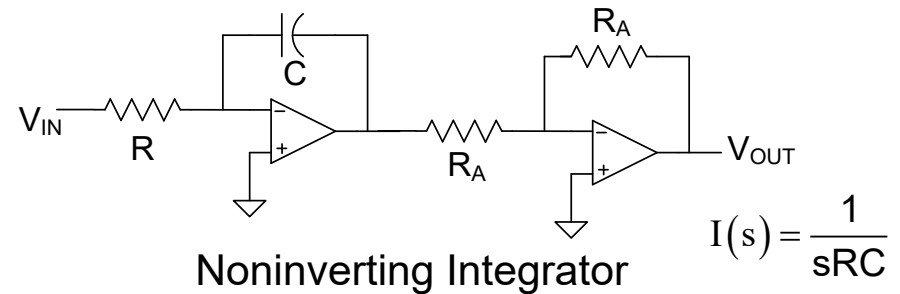 R_A
C
V_IN
R
R_A
V_OUT
− +
− +
I(s) = 1/sRC
Noninverting Integrator